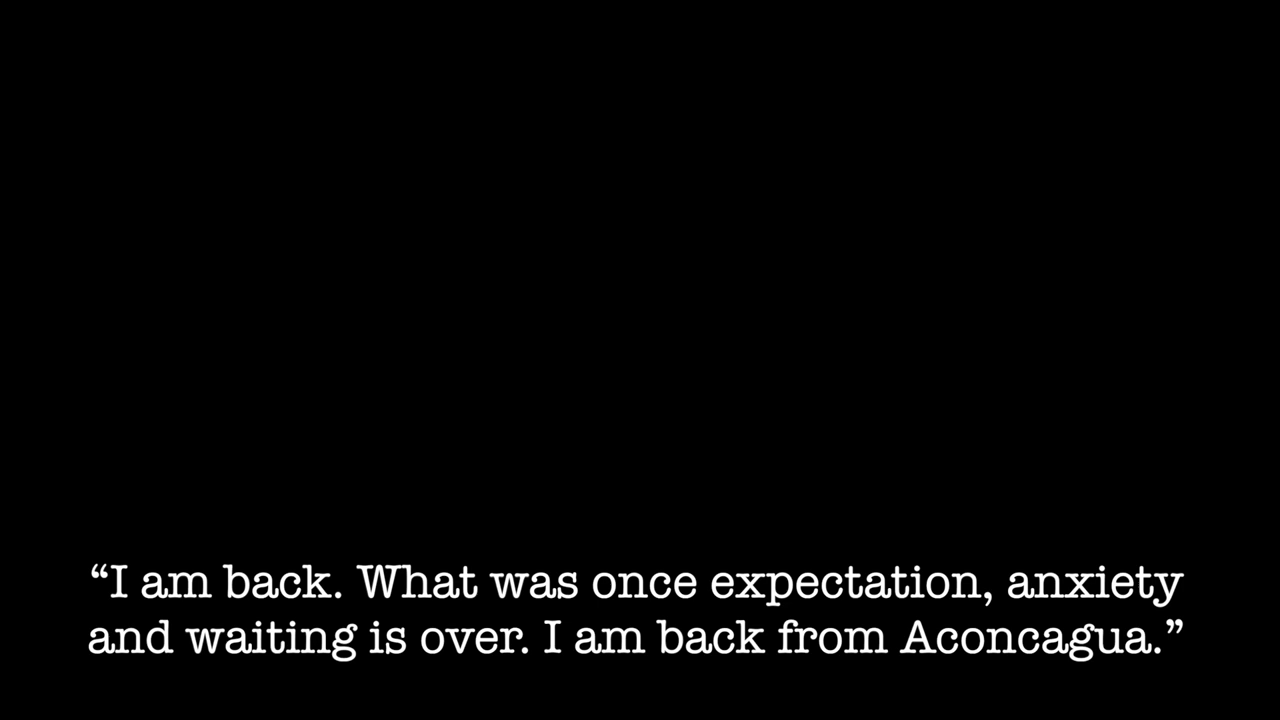 “I am back. What was once expectation, anxiety
and waiting is over. I am back from Aconcagua.”